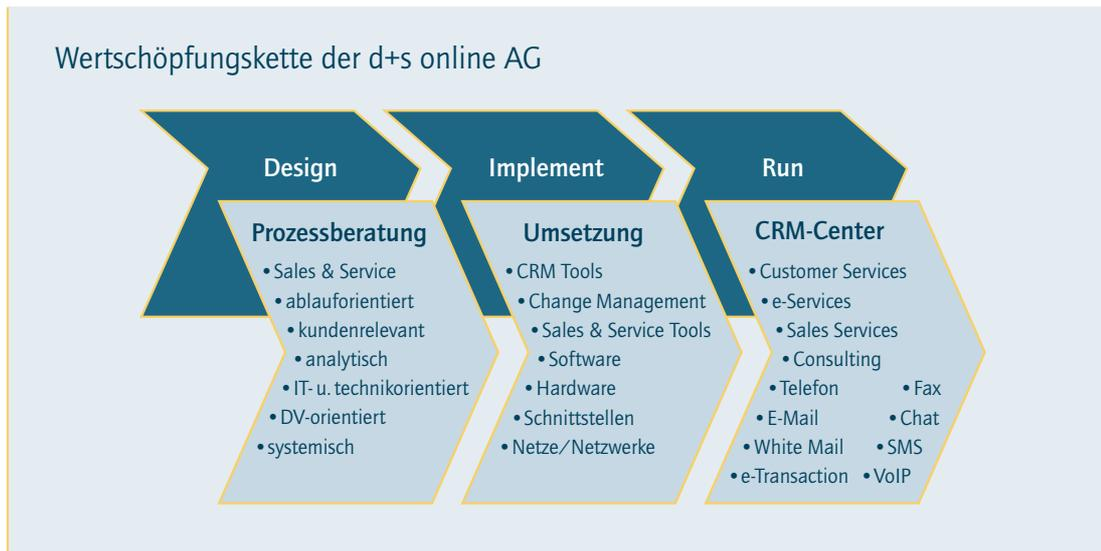 Wertschöpfungskette der d+s online AG
Design
Prozessberatung
• Sales & Service
• ablauforientiert
• kundenrelevant
• analytisch
• IT- u. technikorientiert
• DV-orientiert
• systemisch
Implement
Umsetzung
• CRM Tools
• Change Management
• Sales & Service Tools
• Software
• Hardware
• Schnittstellen
• Netze/Netzwerke
Run
CRM-Center
• Customer Services
• e-Services
• Sales Services
• Consulting
• Telefon • Fax
• E-Mail • Chat
• White Mail • SMS
• e-Transaction • VoIP